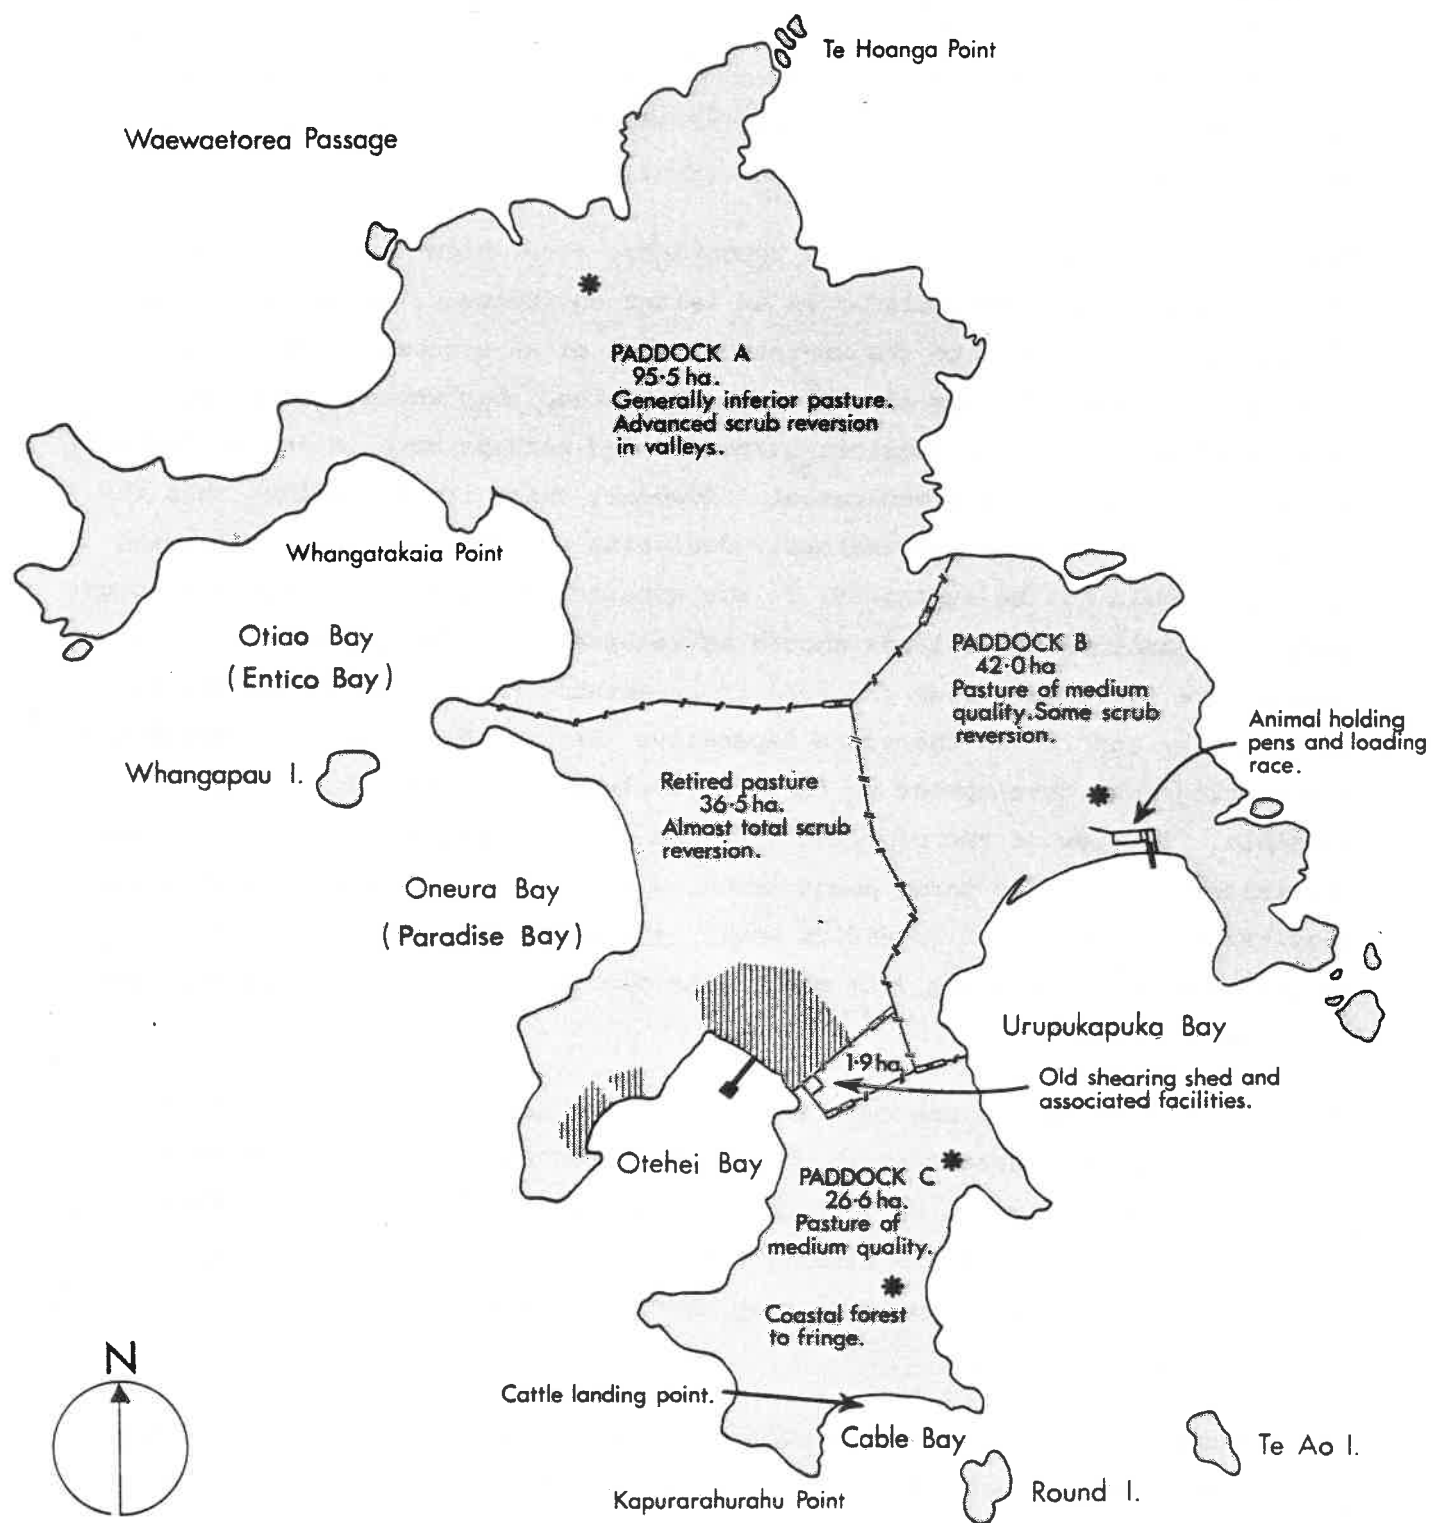 Te Hoanga Point
Waewaetorea Passage
PADDOCK A
95·5 ha.
Generally inferior pasture.
Advanced scrub reversion
in valleys.
Whangatakaia Point
Otiao Bay
(Entico Bay)
PADDOCK B
42·0 ha
Pasture of medium
quality. Some scrub
reversion.
Animal holding
pens and loading
race.
Whangapau I.
Retired pasture
36·5 ha.
Almost total scrub
reversion.
Oneura Bay
(Paradise Bay)
Urupukapuka Bay
1·9 ha.
Old shearing shed and
associated facilities.
Otehei Bay
PADDOCK C
26·6 ha.
Pasture of
medium quality.
Coastal forest
to fringe.
N
Cattle landing point.
Cable Bay
Te Ao I.
Round I.
Kapurarahurahu Point